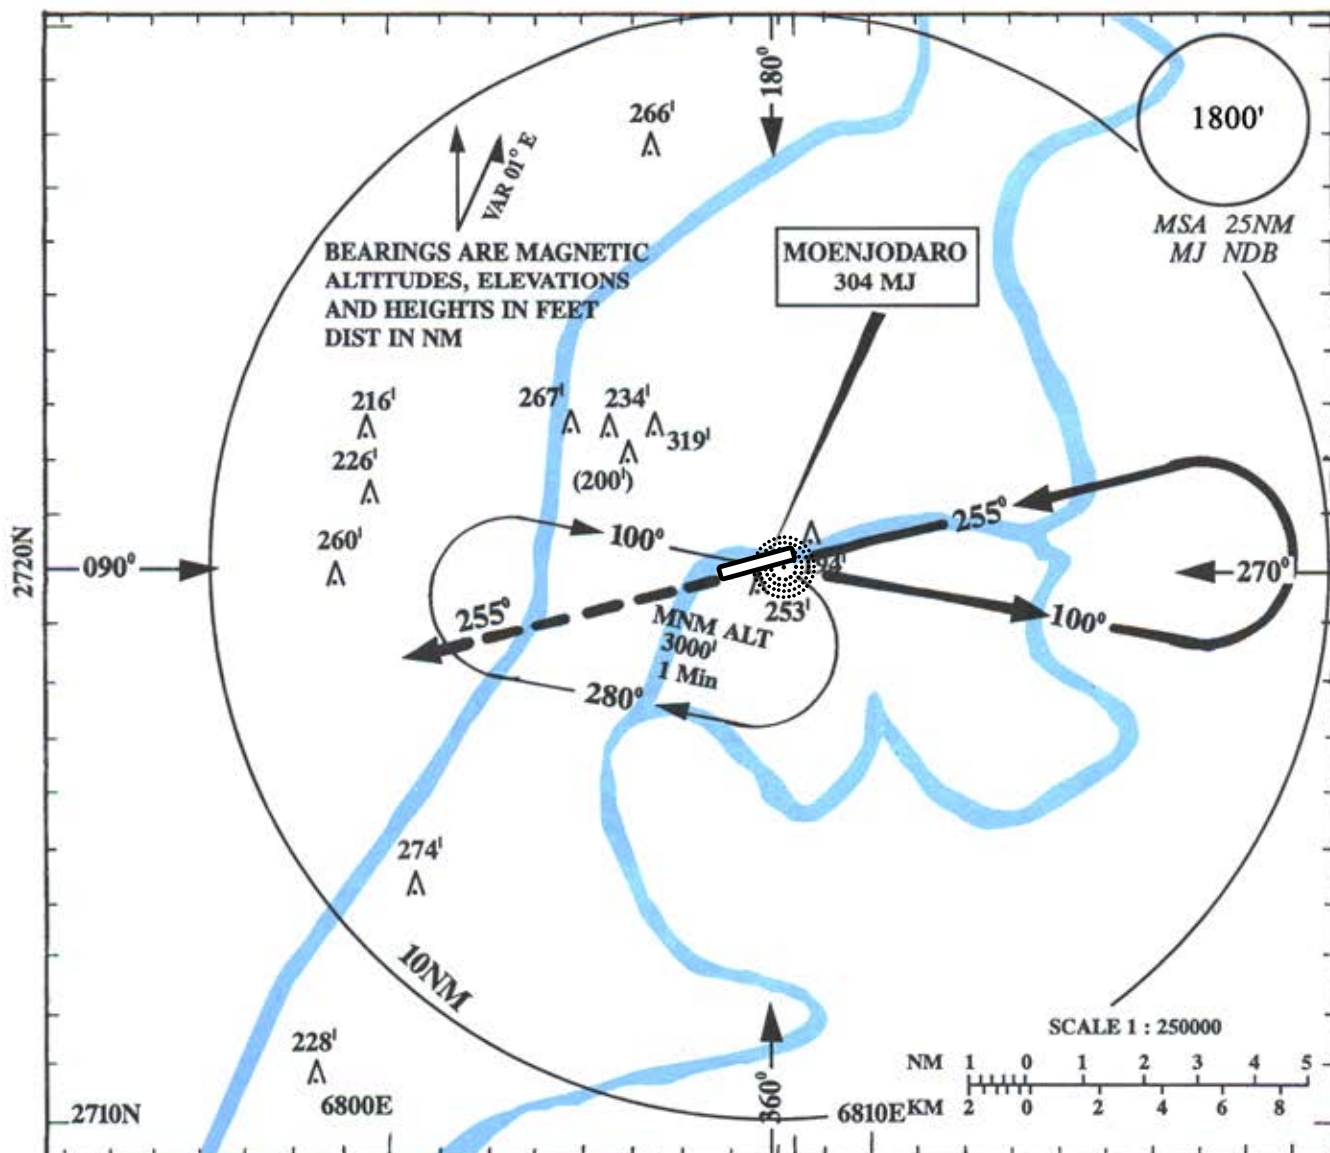 180°
266'
1800'
VAR 01° E
MSA 25NM
MJ NDB
BEARINGS ARE MAGNETIC
ALTITUDES, ELEVATIONS
AND HEIGHTS IN FEET
DIST IN NM
MOENJODARO
304 MJ
216'
267'
234'
319'
226'
(200')
255°
260'
100°
2720N
090°
270°
253'
100°
255°
MNM ALT
3000'
1 Min
280°
274'
10NM
SCALE 1 : 250000
228'
NM 1 0 1 2 3 4 5
KM 2 0 2 4 6 8
360°
6800E
6810E
2710N